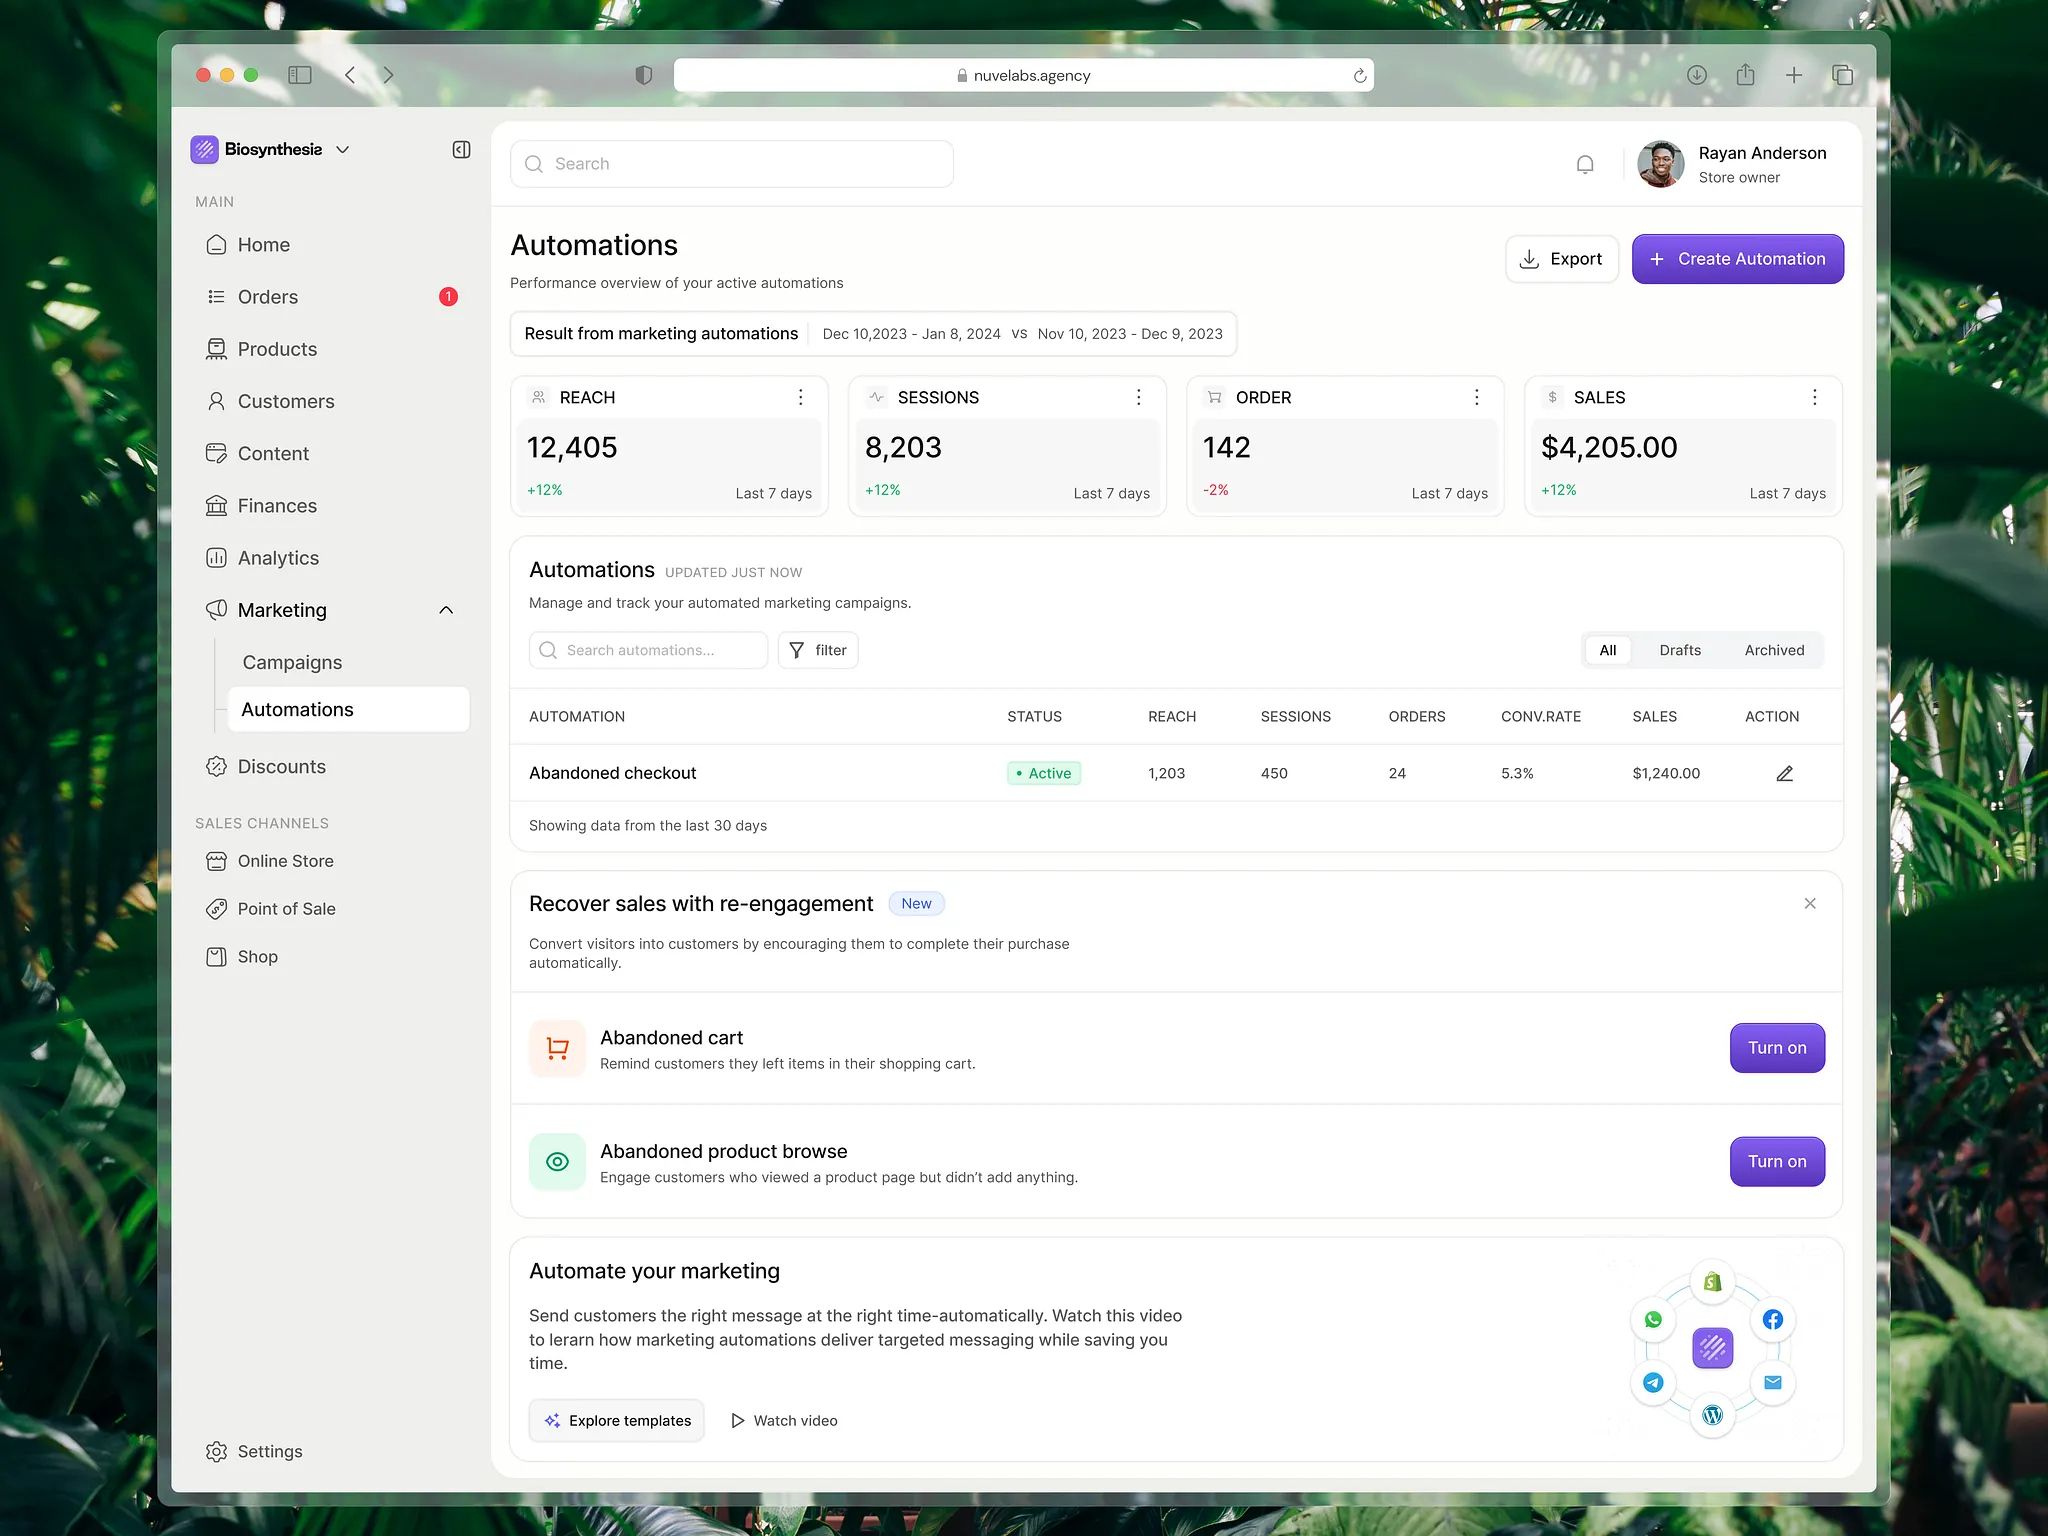 nuvelabs.agency
Biosynthesis
MAIN
Home
Orders
1
Products
Customers
Content
Finances
Analytics
Marketing
Campaigns
Automations
Discounts
SALES CHANNELS
Online Store
Point of Sale
Shop
Settings
Search
Rayan Anderson
Store owner
Automations
Performance overview of your active automations
Export
Create Automation
Result from marketing automations Dec 10,2023 - Jan 8, 2024 vs Nov 10, 2023 - Dec 9, 2023
REACH
12,405
+12% Last 7 days
SESSIONS
8,203
+12% Last 7 days
ORDER
142
-2% Last 7 days
$ SALES
$4,205.00
+12% Last 7 days
Automations UPDATED JUST NOW
Manage and track your automated marketing campaigns.
Search automations...
filter
All Drafts Archived
AUTOMATION STATUS REACH SESSIONS ORDERS CONV.RATE SALES ACTION
Abandoned checkout • Active 1,203 450 24 5.3% $1,240.00
Showing data from the last 30 days
Recover sales with re-engagement New
Convert visitors into customers by encouraging them to complete their purchase
automatically.
Abandoned cart
Remind customers they left items in their shopping cart.
Turn on
Abandoned product browse
Engage customers who viewed a product page but didn’t add anything.
Turn on
Automate your marketing
Send customers the right message at the right time-automatically. Watch this video
to lerarn how marketing automations deliver targeted messaging while saving you
time.
Explore templates
Watch video